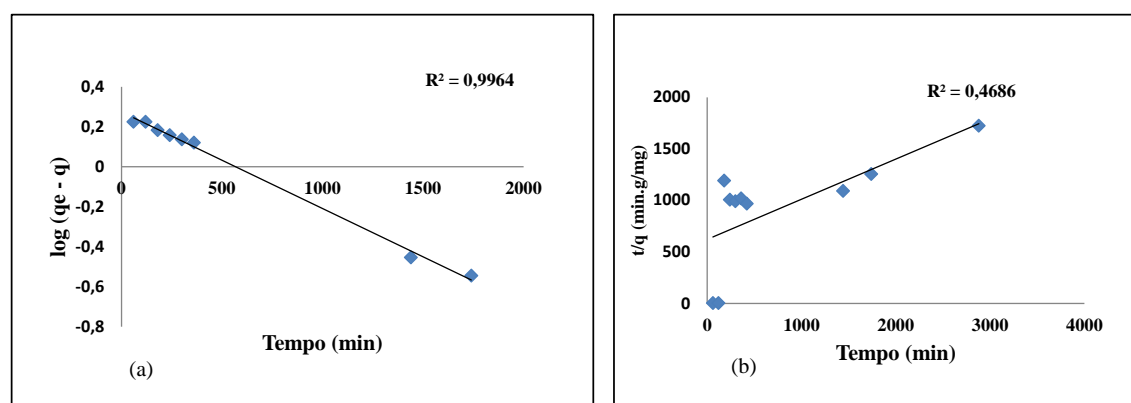 R² = 0,9964
0,4
0,2
0
-0,2
-0,4
-0,6
-0,8
0 500 1000 1500 2000
log (qe - q)
Tempo (min)
(a)
R² = 0,4686
2000
1500
1000
500
0
0 1000 2000 3000 4000
t/q (min.g/mg)
Tempo (min)
(b)